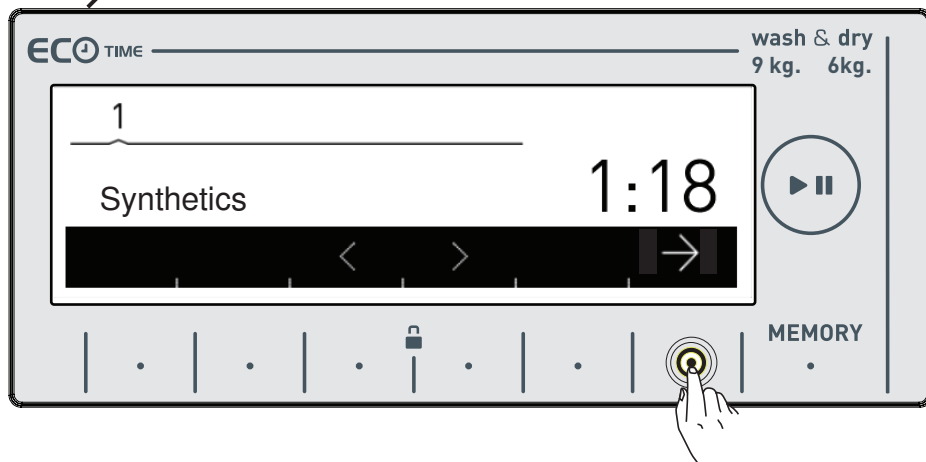 ECO TIME
wash & dry
9 kg. 6kg.
1
Synthetics
1:18
MEMORY